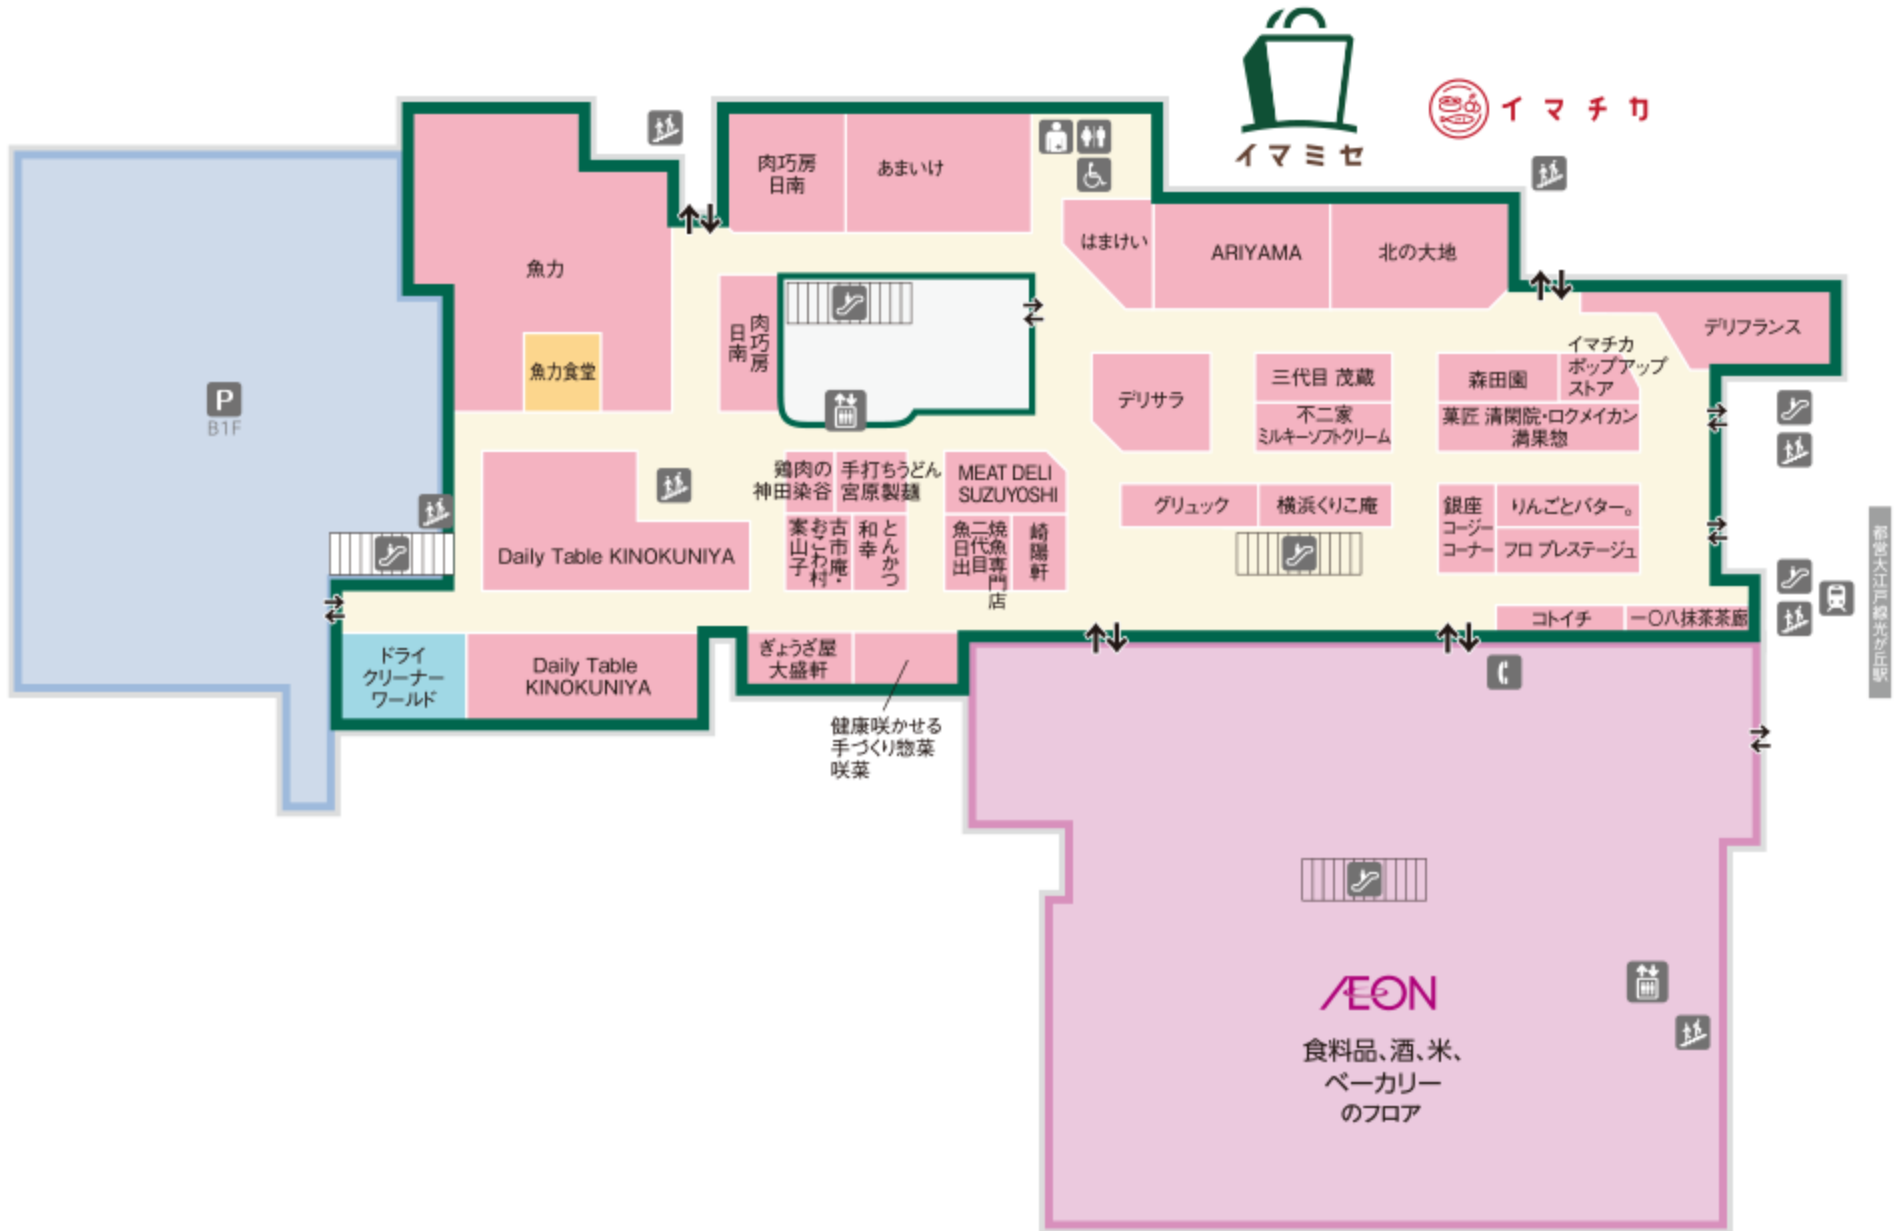 イマミセ
イマチカ
肉巧房
日南
あまいけ
魚力
魚力食堂
はまけい
ARIYAMA
北の大地
デリフランス
肉巧房
日南
P
B1F
デリサラ
三代目 茂蔵
不二家
ミルキーソフトクリーム
森田園
イマチカ
ポップアップ
ストア
菓匠 清閑院・ロクメイカン
満果惣
鶏肉の
神田染谷
手打ちうどん
宮原製麺
MEAT DELI
SUZUYOSHI
グリュック
横浜くりこ庵
銀座
コージー
コーナー
りんごとバター。
フロ プレステージュ
Daily Table KINOKUNIYA
古市庵・
おこわ村
案山子
とんかつ
和幸
焼魚専門店
二代目
魚日出
崎陽軒
コトイチ
一〇八抹茶茶廊
都営大江戸線光が丘駅
ドライ
クリーナー
ワールド
Daily Table
KINOKUNIYA
ぎょうざ屋
大盛軒
健康咲かせる
手づくり惣菜
咲菜
ÆON
食料品、酒、米、
ベーカリー
のフロア